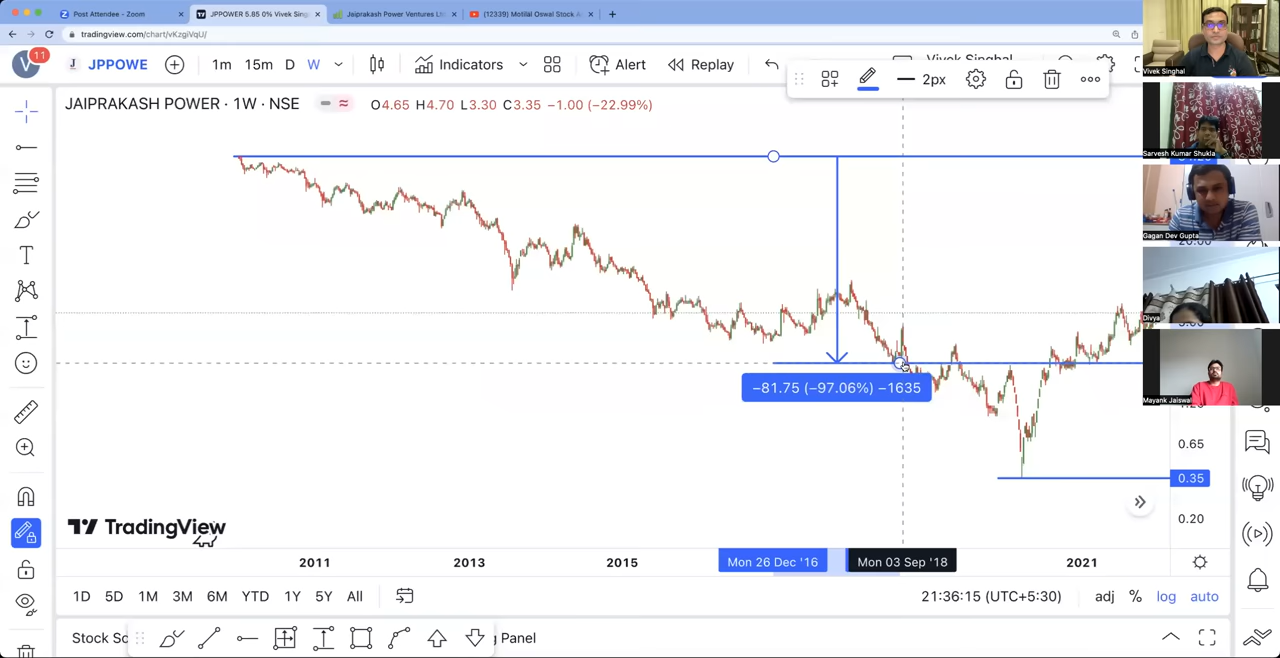 Post Attendee - Zoom
JPPOWER 5.85 0% Vivek Sing
Jaiprakash Power Ventures Ltd
(12339) Motilal Oswal Stock A
tradingview.com/chart/vKzgiVqU/
V
11
J
JPPOWE
1m
15m
D
W
Indicators
Alert
Replay
Vivek Singhal
2px
JAIPRAKASH POWER · 1W · NSE
O4.65 H4.70 L3.30 C3.35 −1.00 (−22.99%)
−81.75 (−97.06%) −1635
0.65
0.35
0.20
TradingView
2011
2013
2015
Mon 26 Dec '16
Mon 03 Sep '18
2021
1D
5D
1M
3M
6M
YTD
1Y
5Y
All
21:36:15 (UTC+5:30)
adj
%
log
auto
Stock Sc
Panel
Vivek Singhal
Sarvesh Kumar Shukla
Gagan Dev Gupta
Divya
Mayank Jaiswal